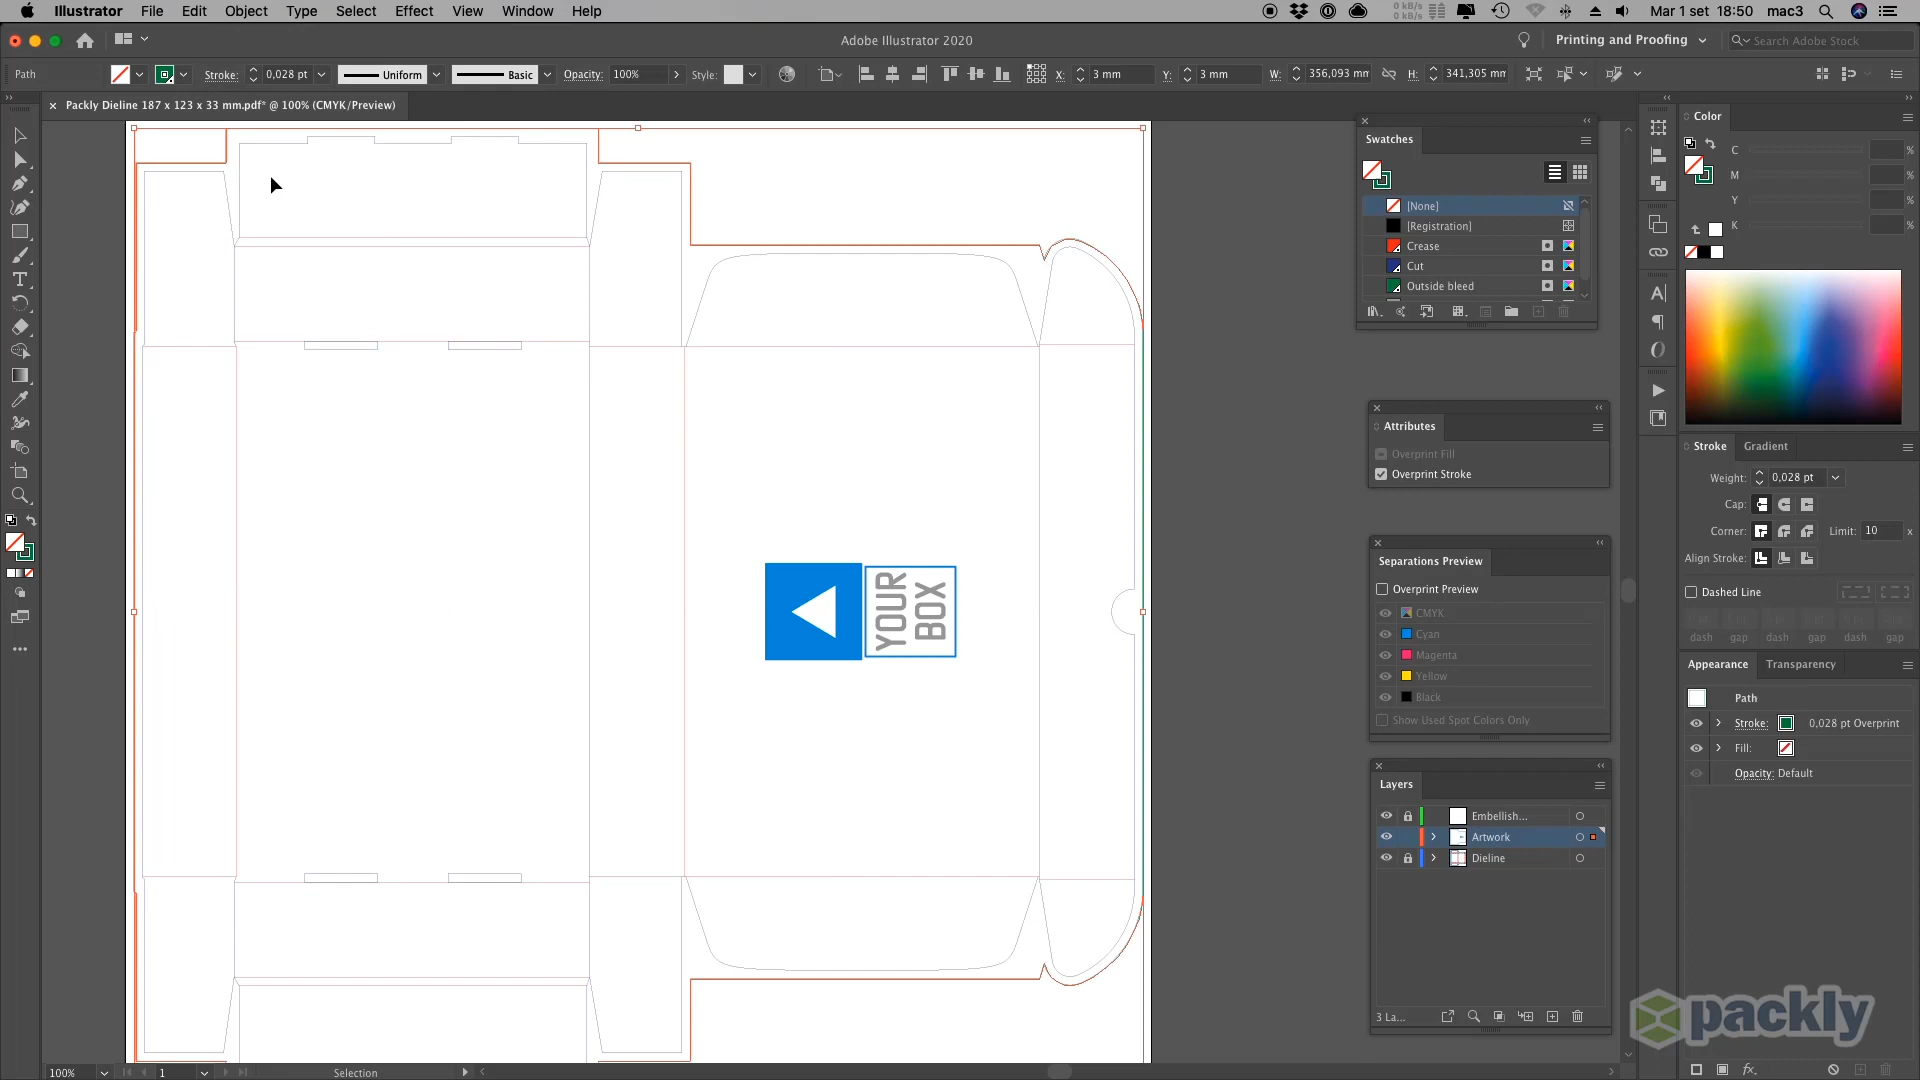 Illustrator File Edit Object Type Select Effect View Window Help
0 kB/s
0 kB/s
Mar 1 set 18:50 mac3
Adobe Illustrator 2020
Printing and Proofing
Search Adobe Stock
Path
Stroke: 0,028 pt
Uniform
Basic
Opacity: 100%
Style:
X: 3 mm
Y: 3 mm
W: 356,093 mm
H: 341,305 mm
Packly Dieline 187 x 123 x 33 mm.pdf* @ 100% (CMYK/Preview)
YOUR
BOX
Swatches
[None]
[Registration]
Crease
Cut
Outside bleed
Attributes
Overprint Fill
Overprint Stroke
Separations Preview
Overprint Preview
CMYK
Cyan
Magenta
Yellow
Black
Show Used Spot Colors Only
Layers
Embellish...
Artwork
Dieline
3 La...
Color
C %
M %
Y %
K %
Stroke Gradient
Weight: 0,028 pt
Cap:
Corner: Limit: 10 x
Align Stroke:
Dashed Line
dash gap dash gap dash gap
Appearance Transparency
Path
Stroke: 0,028 pt Overprint
Fill:
Opacity: Default
fx.
packly
100% 1 Selection